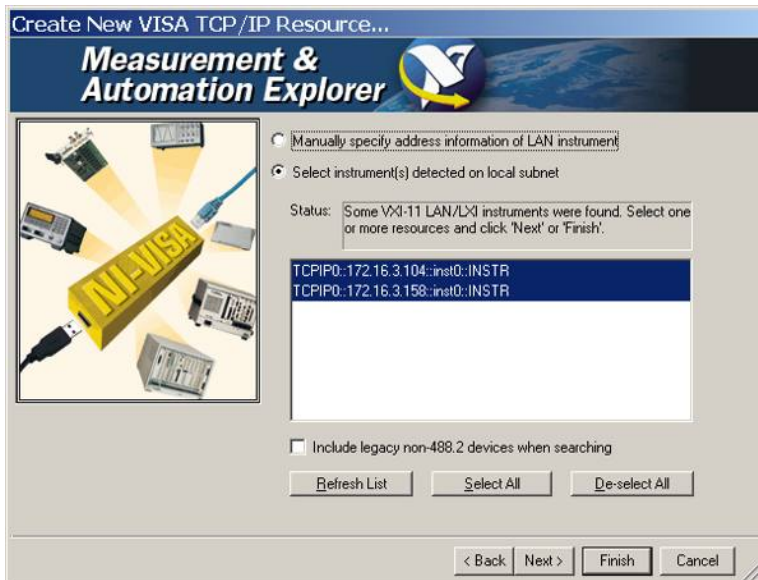 Create New VISA TCP/IP Resource...
Measurement &
Automation Explorer
NI-VISA
Manually specify address information of LAN instrument
Select instrument(s) detected on local subnet
Status: Some VXI-11 LAN/LXI instruments were found. Select one
or more resources and click 'Next' or 'Finish'.
TCPIP0::172.16.3.104::inst0::INSTR
TCPIP0::172.16.3.158::inst0::INSTR
Include legacy non-488.2 devices when searching
Refresh List Select All De-select All
< Back Next > Finish Cancel